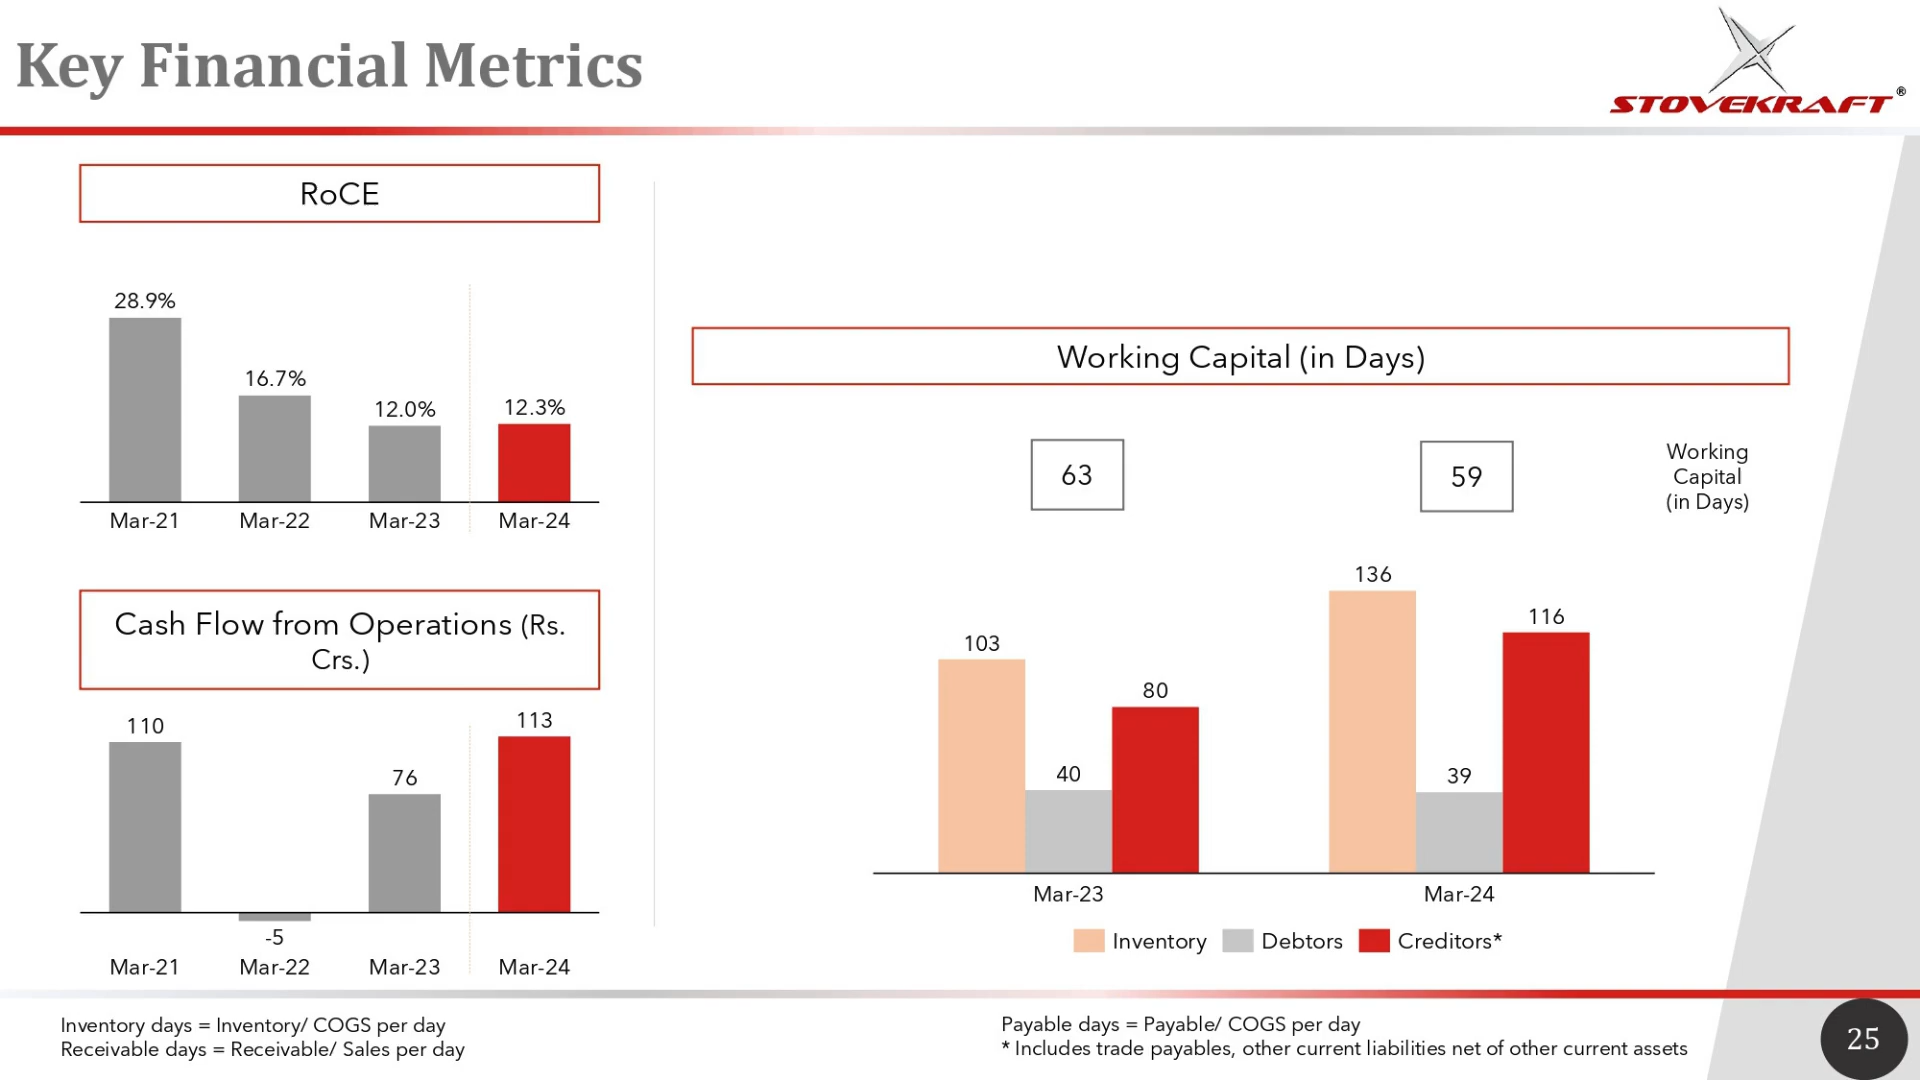 Key Financial Metrics
STOVEKRAFT®
RoCE
28.9%
16.7%
12.0%
12.3%
Mar-21
Mar-22
Mar-23
Mar-24
Cash Flow from Operations (Rs.
Crs.)
110
-5
76
113
Mar-21
Mar-22
Mar-23
Mar-24
Working Capital (in Days)
63
59
Working
Capital
(in Days)
103
40
80
136
39
116
Mar-23
Mar-24
Inventory
Debtors
Creditors*
Inventory days = Inventory/ COGS per day
Receivable days = Receivable/ Sales per day
Payable days = Payable/ COGS per day
* Includes trade payables, other current liabilities net of other current assets
25